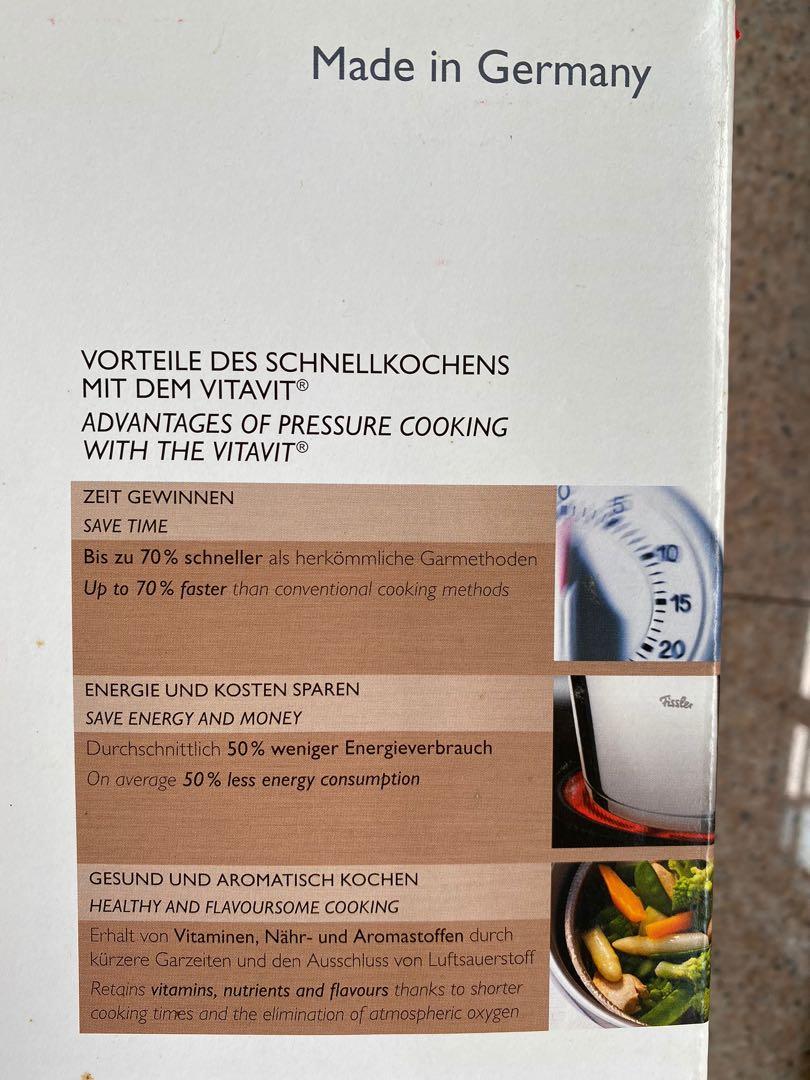 Made in Germany
VORTEILE DES SCHNELLKOCHENS
MIT DEM VITAVIT®
ADVANTAGES OF PRESSURE COOKING
WITH THE VITAVIT®
ZEIT GEWINNEN
SAVE TIME
Bis zu 70% schneller als herkömmliche Garmethoden
Up to 70% faster than conventional cooking methods
0
5
10
15
20
ENERGIE UND KOSTEN SPAREN
SAVE ENERGY AND MONEY
Durchschnittlich 50% weniger Energieverbrauch
On average 50% less energy consumption
Fissler
GESUND UND AROMATISCH KOCHEN
HEALTHY AND FLAVOURSOME COOKING
Erhalt von Vitaminen, Nähr- und Aromastoffen durch
kürzere Garzeiten und den Ausschluss von Luftsauerstoff
Retains vitamins, nutrients and flavours thanks to shorter
cooking times and the elimination of atmospheric oxygen